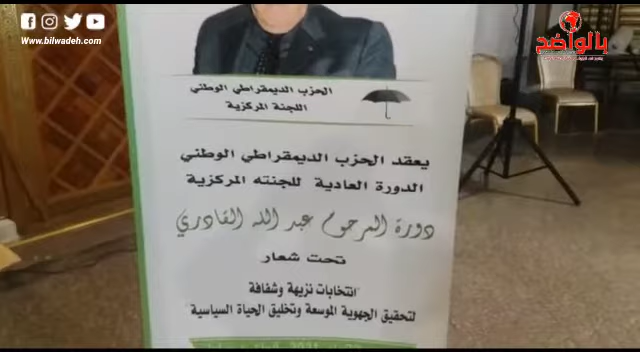 www.bilwadeh.com
بالواضح
الحزب الديمقراطي الوطني
اللجنة المركزية
يعقد الحزب الديمقراطي الوطني
الدورة العادية للجنته المركزية
دورة المرحوم عبد الله القادري
تحت شعار
"انتخابات نزيهة وشفافة
لتحقيق الجهوية الموسعة وتخليق الحياة السياسية"